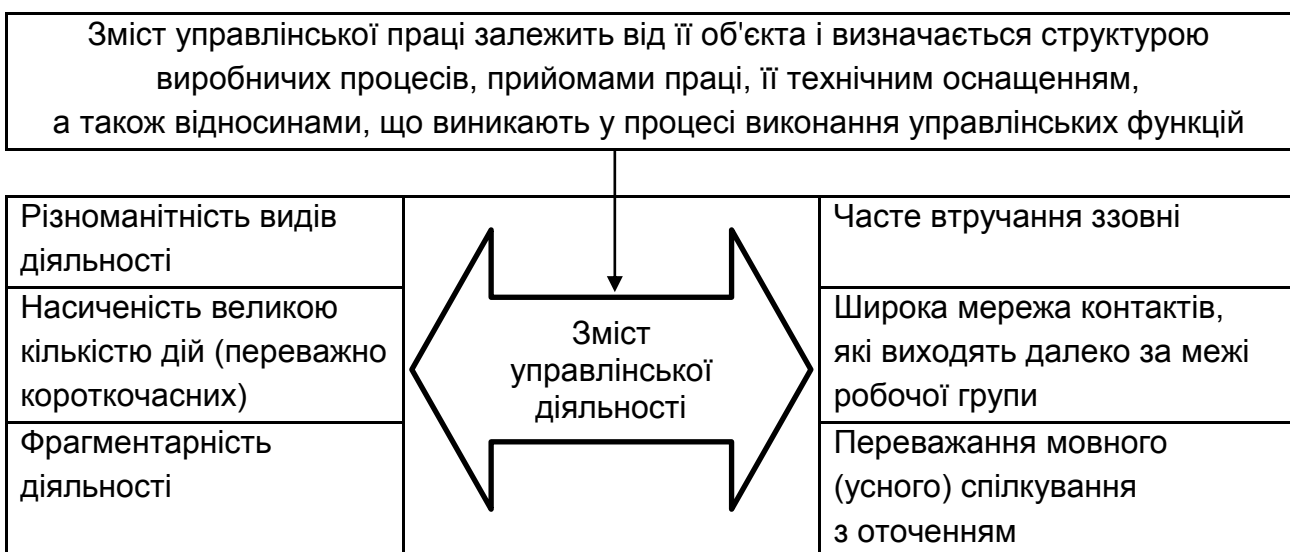 Зміст управлінської праці залежить від її об'єкта і визначається структурою
виробничих процесів, прийомами праці, її технічним оснащенням,
а також відносинами, що виникають у процесі виконання управлінських функцій
Різноманітність видів
діяльності
Насиченість великою
кількістю дій (переважно
короткочасних)
Фрагментарність
діяльності
Зміст
управлінської
діяльності
Часте втручання ззовні
Широка мережа контактів,
які виходять далеко за межі
робочої групи
Переважання мовного
(усного) спілкування
з оточенням